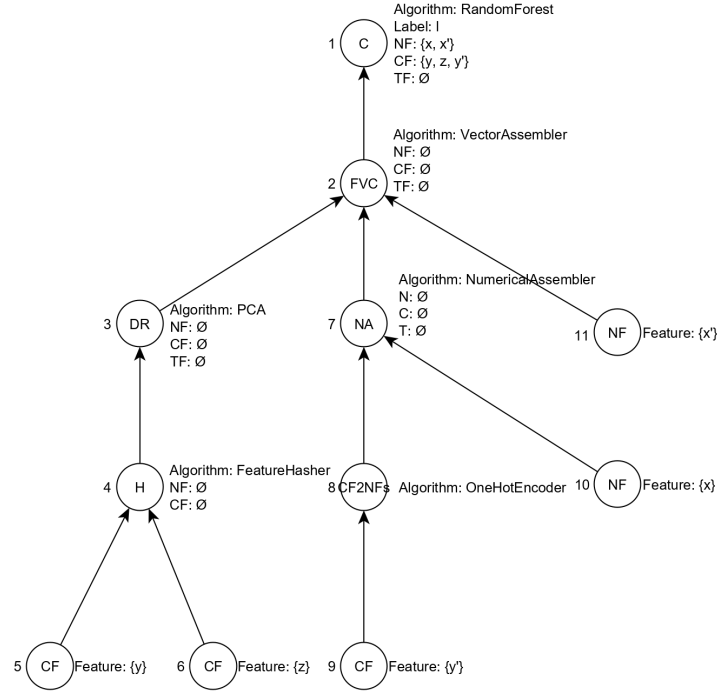 Algorithm: RandomForest
Label: l
1
C
NF: {x, x'}
CF: {y, z, y'}
TF: Ø
Algorithm: VectorAssembler
NF: Ø
CF: Ø
2
FVC
TF: Ø
Algorithm: NumericalAssembler
N: Ø
C: Ø
T: Ø
3
DR
Algorithm: PCA
NF: Ø
CF: Ø
TF: Ø
7
NA
11
NF
Feature: {x'}
4
H
Algorithm: FeatureHasher
NF: Ø
CF: Ø
8
CF2NFs
Algorithm: OneHotEncoder
10
NF
Feature: {x}
5
CF
Feature: {y}
6
CF
Feature: {z}
9
CF
Feature: {y'}